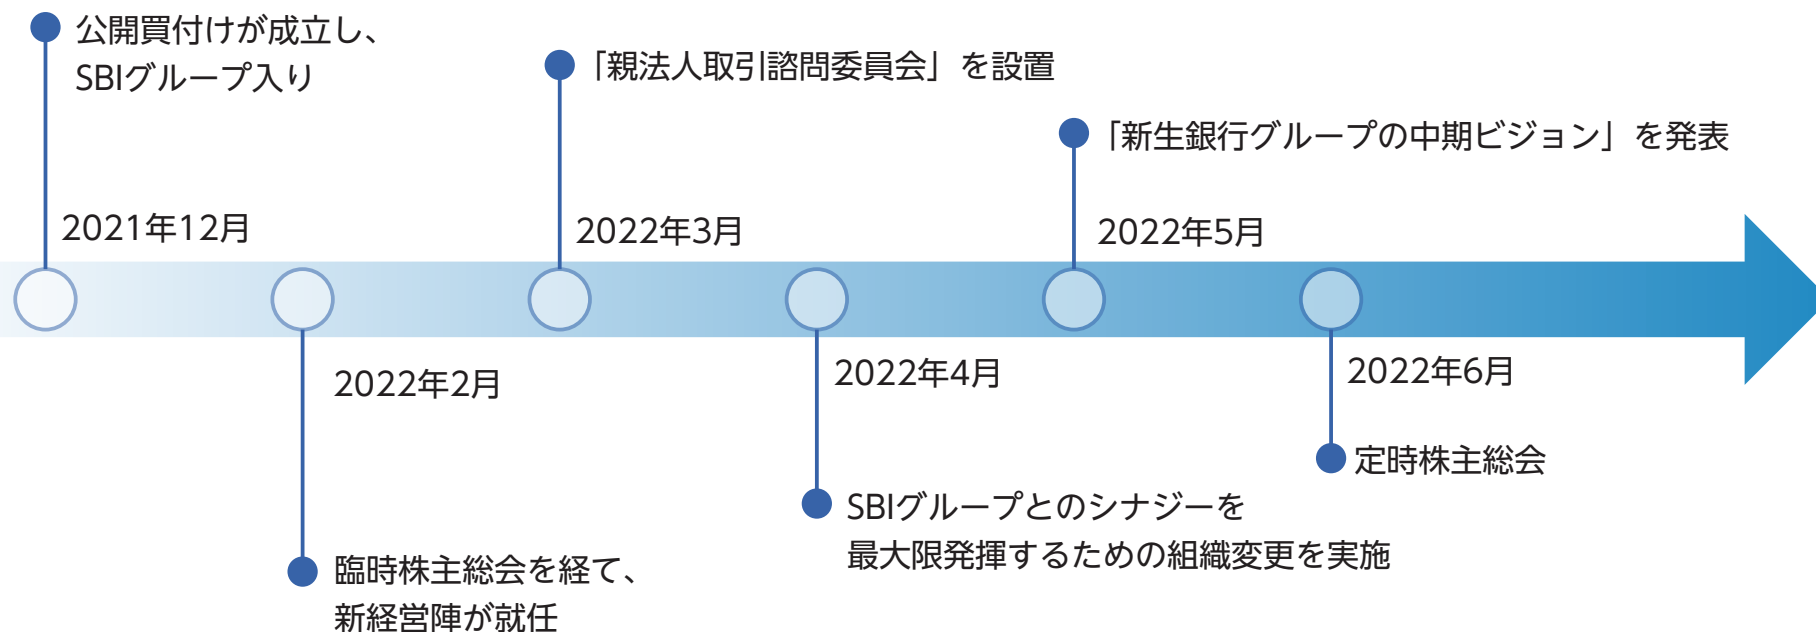 公開買付けが成立し、
SBIグループ入り
2021年12月
2022年2月
臨時株主総会を経て、
新経営陣が就任
「親法人取引諮問委員会」を設置
2022年3月
2022年4月
SBIグループとのシナジーを
最大限発揮するための組織変更を実施
「新生銀行グループの中期ビジョン」を発表
2022年5月
2022年6月
定時株主総会